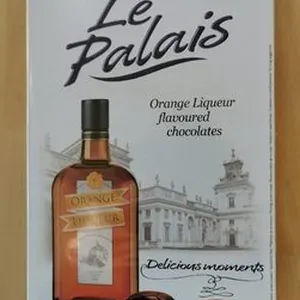 Le
Palais
Orange Liqueur
flavoured
chocolates
ORANGE
LIQUEUR
Delicious moments